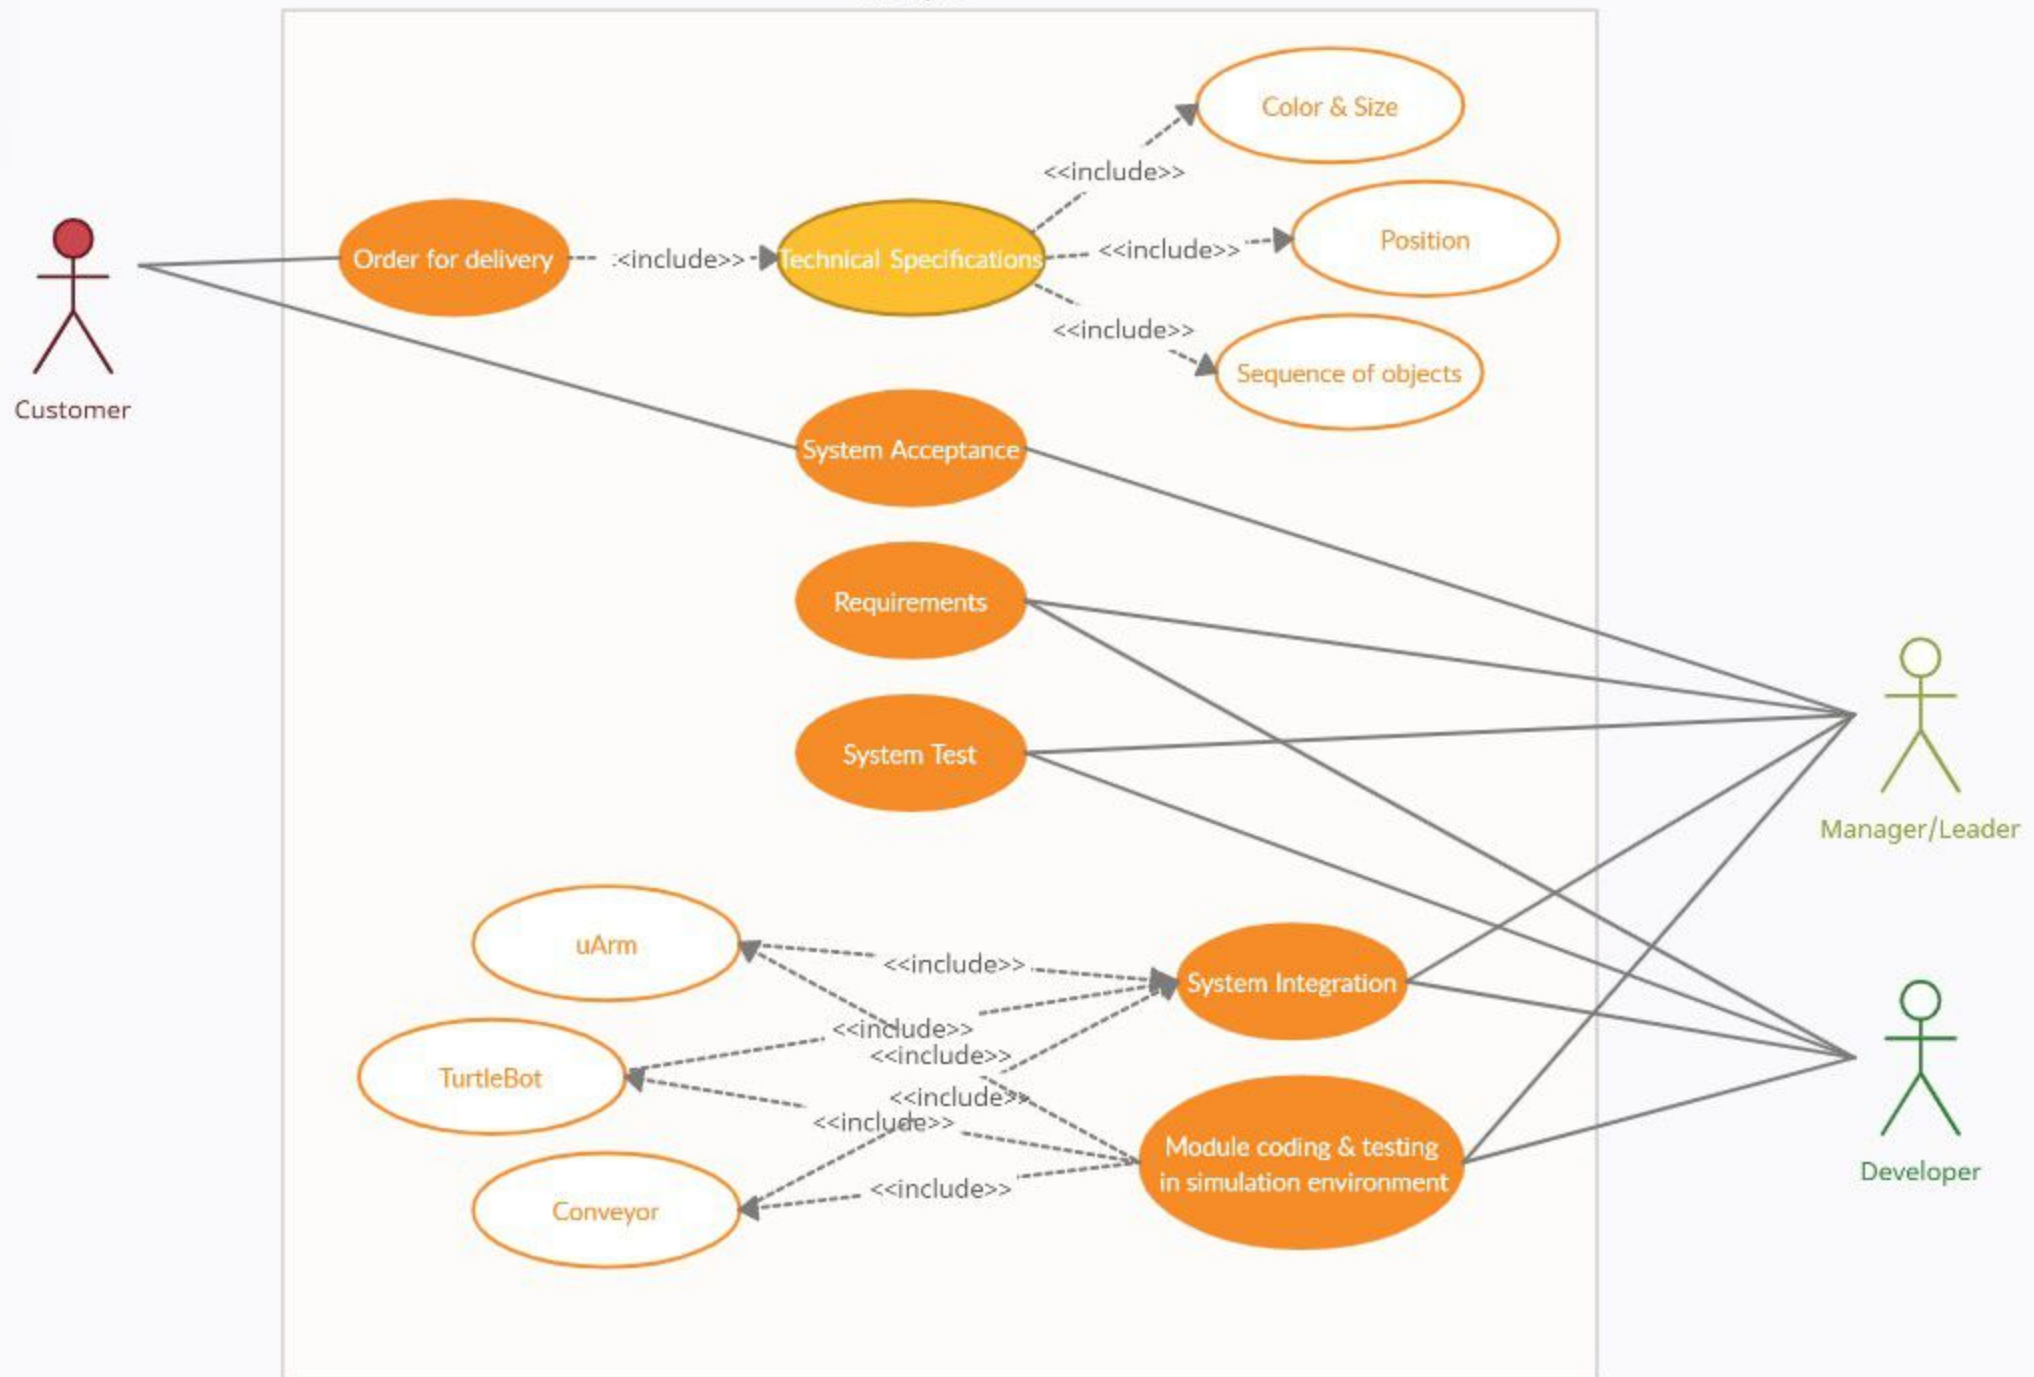 Color & Size
<<include>>
Customer
Order for delivery
:<include>>
Technical Specifications
<<include>>
Position
<<include>>
Sequence of objects
System Acceptance
Requirements
System Test
Manager/Leader
uArm
<<include>>
System Integration
<<include>>
<<include>>
TurtleBot
<<include>>
<<include>>
Module coding & testing
in simulation environment
Developer
<<include>>
Conveyor